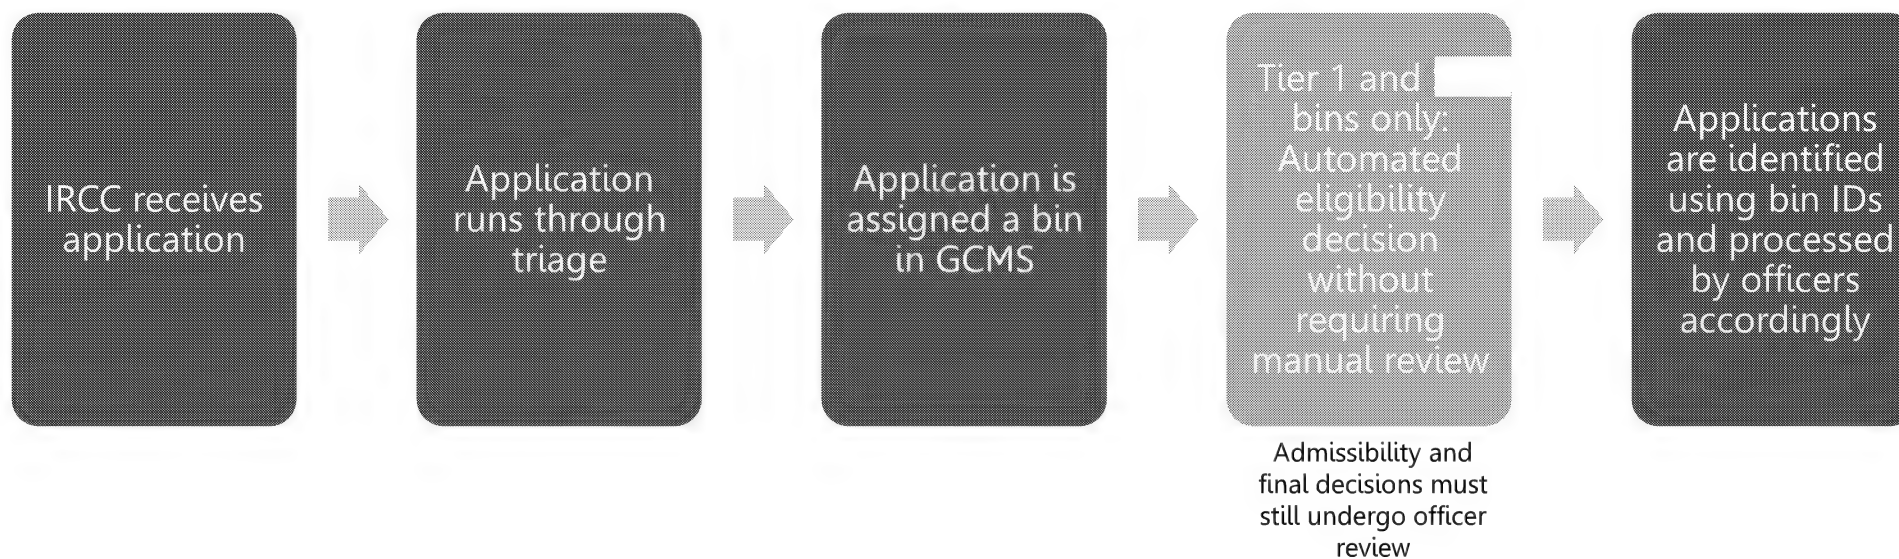 IRCC receives
application
Application
runs through
triage
Application is
assigned a bin
in GCMS
Tier 1 and
bins only:
Automated
eligibility
decision
without
requiring
manual review
Admissibility and
final decisions must
still undergo officer
review
Applications
are identified
using bin IDs
and processed
by officers
accordingly